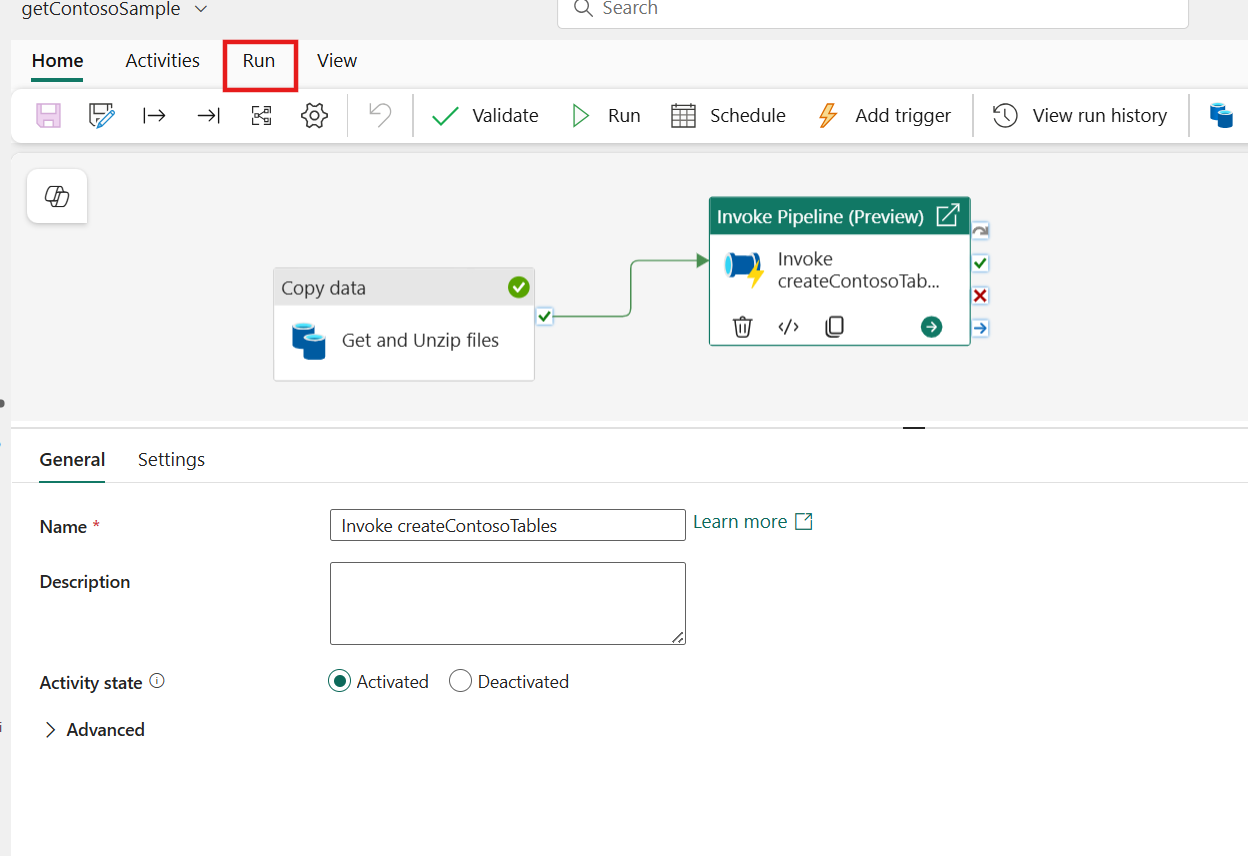 getContosoSample
Search
Home Activities Run View
Validate Run Schedule Add trigger View run history
Invoke Pipeline (Preview)
Invoke
createContosoTab...
Copy data
Get and Unzip files
General Settings
Name *
Invoke createContosoTables
Learn more
Description
Activity state
Activated Deactivated
Advanced